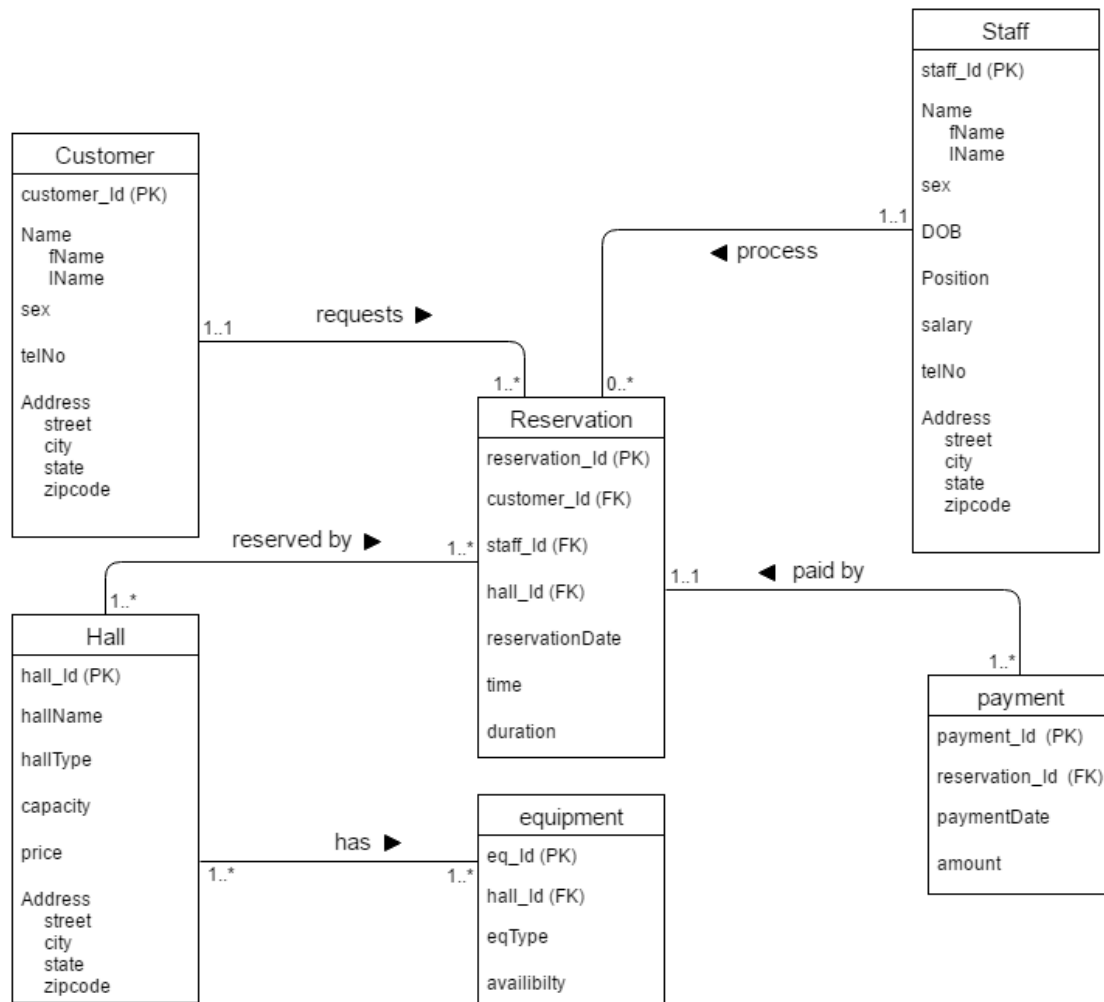 Staff
staff_Id (PK)
Name
fName
lName
sex
DOB
Position
salary
telNo
Address
street
city
state
zipcode
1..1
process
0..*
Customer
customer_Id (PK)
Name
fName
lName
sex
telNo
Address
street
city
state
zipcode
1..1
requests
1..*
Reservation
reservation_Id (PK)
customer_Id (FK)
staff_Id (FK)
hall_Id (FK)
reservationDate
time
duration
reserved by
1..*
1..*
1..1
paid by
1..*
Hall
hall_Id (PK)
hallName
hallType
capacity
price
Address
street
city
state
zipcode
has
1..*
1..*
equipment
eq_Id (PK)
hall_Id (FK)
eqType
availibilty
payment
payment_Id (PK)
reservation_Id (FK)
paymentDate
amount